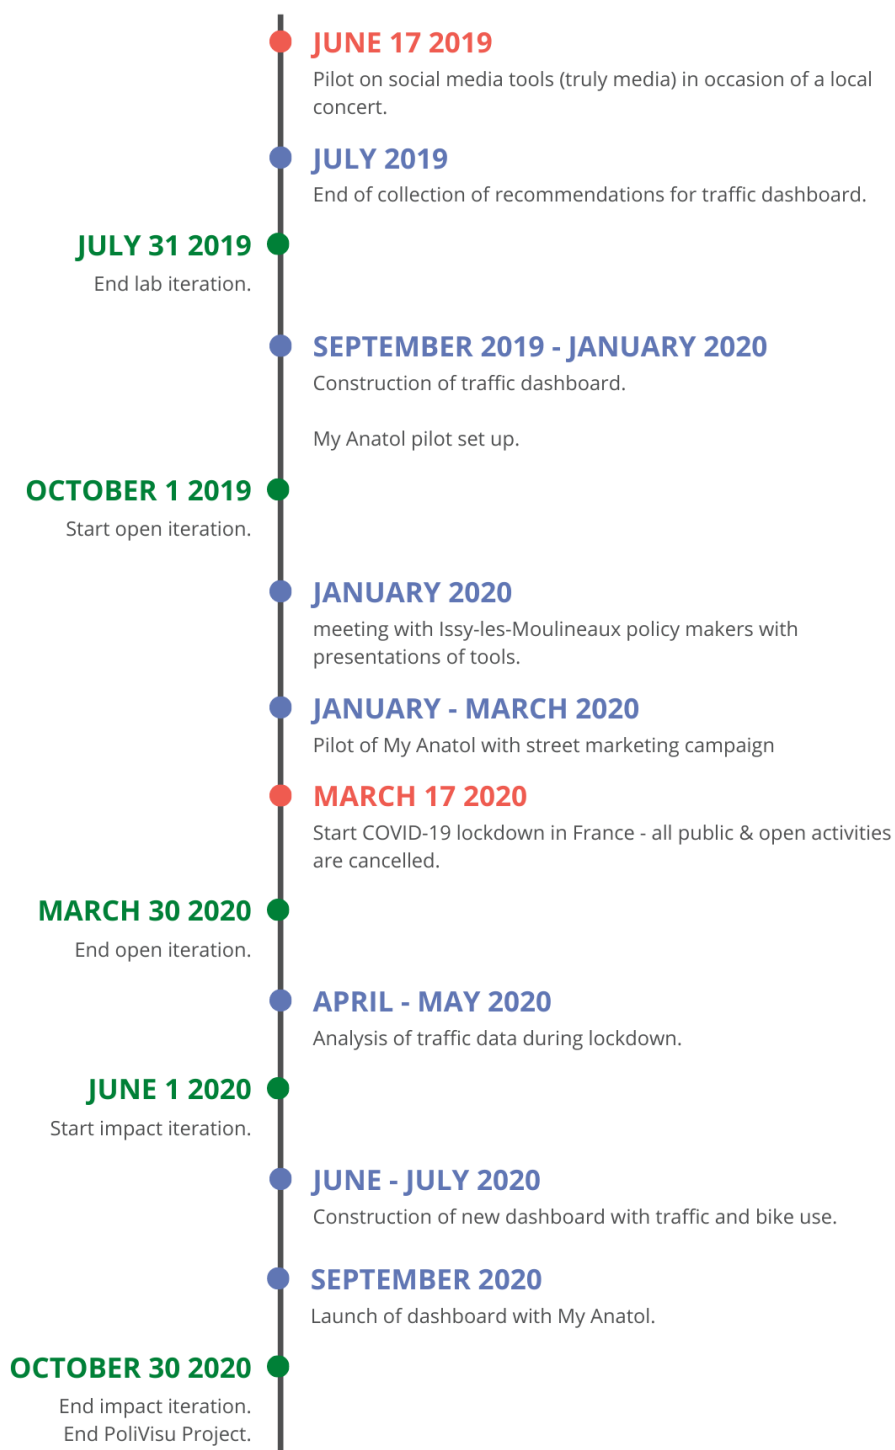 JUNE 17 2019
Pilot on social media tools (truly media) in occasion of a local
concert.
JULY 2019
End of collection of recommendations for traffic dashboard.
JULY 31 2019
End lab iteration.
SEPTEMBER 2019 - JANUARY 2020
Construction of traffic dashboard.
My Anatol pilot set up.
OCTOBER 1 2019
Start open iteration.
JANUARY 2020
meeting with Issy-les-Moulineaux policy makers with
presentations of tools.
JANUARY - MARCH 2020
Pilot of My Anatol with street marketing campaign
MARCH 17 2020
Start COVID-19 lockdown in France - all public & open activities
are cancelled.
MARCH 30 2020
End open iteration.
APRIL - MAY 2020
Analysis of traffic data during lockdown.
JUNE 1 2020
Start impact iteration.
JUNE - JULY 2020
Construction of new dashboard with traffic and bike use.
SEPTEMBER 2020
Launch of dashboard with My Anatol.
OCTOBER 30 2020
End impact iteration.
End PoliVisu Project.